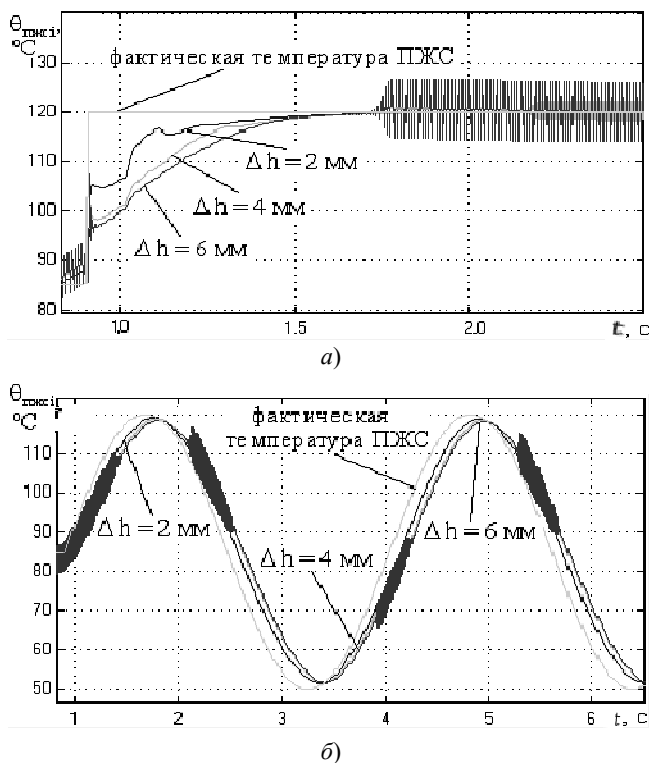 θпжсi,
°C
130
120
110
100
90
80
фактическая температура ПЖС
Δh = 2 мм
Δh = 4 мм
Δh = 6 мм
1.0
1.5
2.0
t, с
а)
θпжсi,
°C
110
100
90
80
70
60
50
фактическая
температура ПЖС
Δh = 2 мм
Δh = 4 мм
Δh = 6 мм
1
2
3
4
5
6
t, с
б)